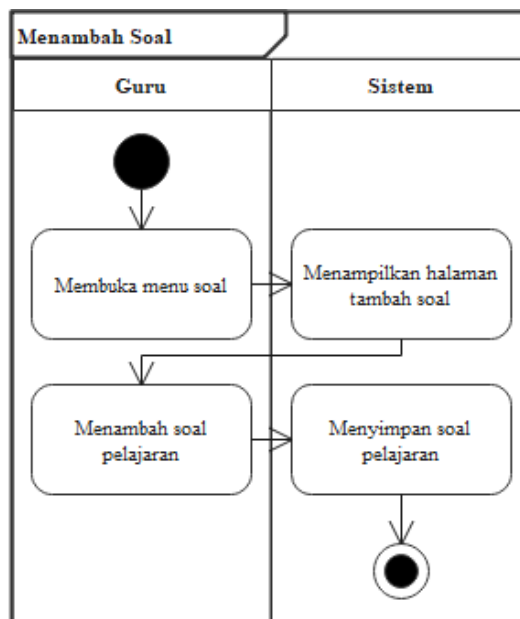 Menambah Soal
Guru
Sistem
Membuka menu soal
Menampilkan halaman
tambah soal
Menambah soal
pelajaran
Menyimpan soal
pelajaran